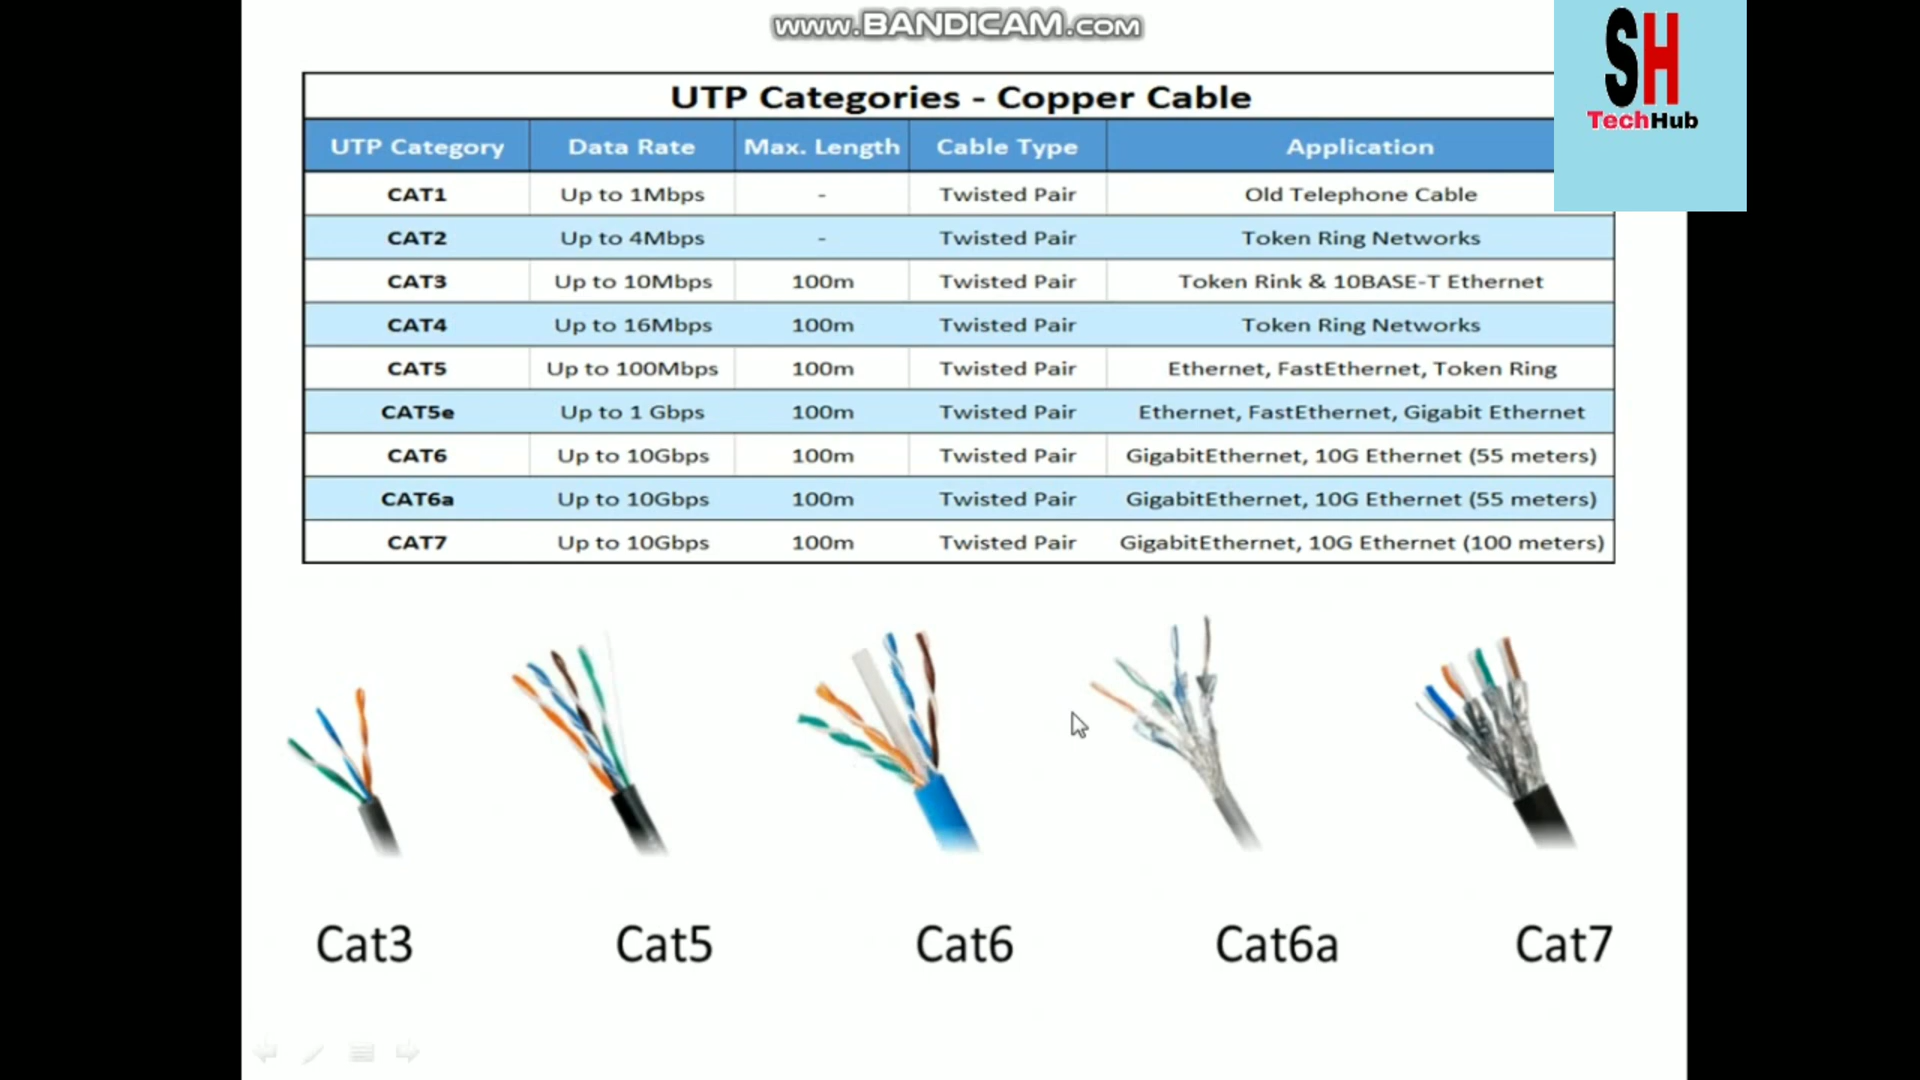 www.BANDICAM.com
SH
TechHub
UTP Categories - Copper Cable
UTP Category Data Rate Max. Length Cable Type Application
CAT1 Up to 1Mbps - Twisted Pair Old Telephone Cable
CAT2 Up to 4Mbps - Twisted Pair Token Ring Networks
CAT3 Up to 10Mbps 100m Twisted Pair Token Rink & 10BASE-T Ethernet
CAT4 Up to 16Mbps 100m Twisted Pair Token Ring Networks
CAT5 Up to 100Mbps 100m Twisted Pair Ethernet, FastEthernet, Token Ring
CAT5e Up to 1 Gbps 100m Twisted Pair Ethernet, FastEthernet, Gigabit Ethernet
CAT6 Up to 10Gbps 100m Twisted Pair GigabitEthernet, 10G Ethernet (55 meters)
CAT6a Up to 10Gbps 100m Twisted Pair GigabitEthernet, 10G Ethernet (55 meters)
CAT7 Up to 10Gbps 100m Twisted Pair GigabitEthernet, 10G Ethernet (100 meters)
Cat3 Cat5 Cat6 Cat6a Cat7